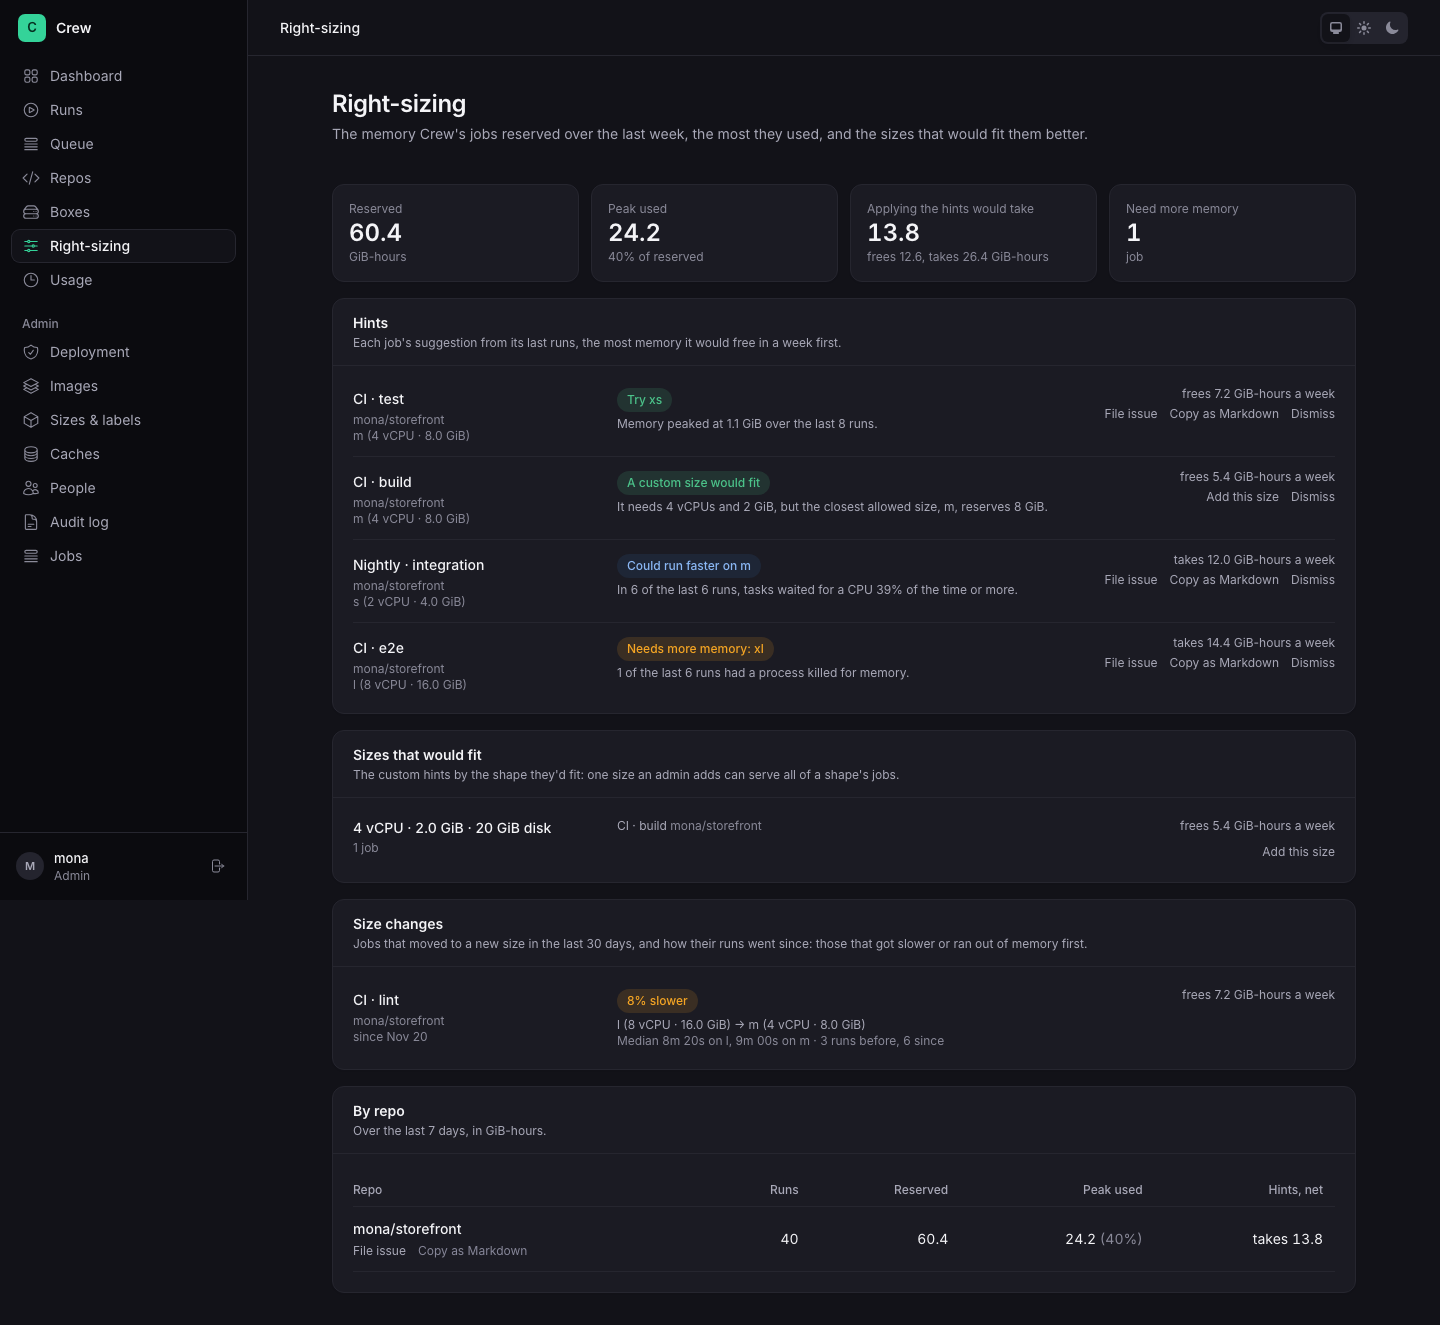 C Crew
Dashboard
Runs
Queue
Repos
Boxes
Right-sizing
Usage
Admin
Deployment
Images
Sizes & labels
Caches
People
Audit log
Jobs
M
mona
Admin
Right-sizing
Right-sizing
The memory Crew's jobs reserved over the last week, the most they used, and the sizes that would fit them better.
Reserved
60.4
GiB-hours
Peak used
24.2
40% of reserved
Applying the hints would take
13.8
frees 12.6, takes 26.4 GiB-hours
Need more memory
1
job
Hints
Each job's suggestion from its last runs, the most memory it would free in a week first.
CI · test
mona/storefront
m (4 vCPU · 8.0 GiB)
Try xs
Memory peaked at 1.1 GiB over the last 8 runs.
frees 7.2 GiB-hours a week
File issue Copy as Markdown Dismiss
CI · build
mona/storefront
m (4 vCPU · 8.0 GiB)
A custom size would fit
It needs 4 vCPUs and 2 GiB, but the closest allowed size, m, reserves 8 GiB.
frees 5.4 GiB-hours a week
Add this size Dismiss
Nightly · integration
mona/storefront
s (2 vCPU · 4.0 GiB)
Could run faster on m
In 6 of the last 6 runs, tasks waited for a CPU 39% of the time or more.
takes 12.0 GiB-hours a week
File issue Copy as Markdown Dismiss
CI · e2e
mona/storefront
l (8 vCPU · 16.0 GiB)
Needs more memory: xl
1 of the last 6 runs had a process killed for memory.
takes 14.4 GiB-hours a week
File issue Copy as Markdown Dismiss
Sizes that would fit
The custom hints by the shape they'd fit: one size an admin adds can serve all of a shape's jobs.
4 vCPU · 2.0 GiB · 20 GiB disk
1 job
CI · build mona/storefront
frees 5.4 GiB-hours a week
Add this size
Size changes
Jobs that moved to a new size in the last 30 days, and how their runs went since: those that got slower or ran out of memory first.
CI · lint
mona/storefront
since Nov 20
8% slower
l (8 vCPU · 16.0 GiB) → m (4 vCPU · 8.0 GiB)
Median 8m 20s on l, 9m 00s on m · 3 runs before, 6 since
frees 7.2 GiB-hours a week
By repo
Over the last 7 days, in GiB-hours.
Repo Runs Reserved Peak used Hints, net
mona/storefront
File issue Copy as Markdown
40 60.4 24.2 (40%) takes 13.8